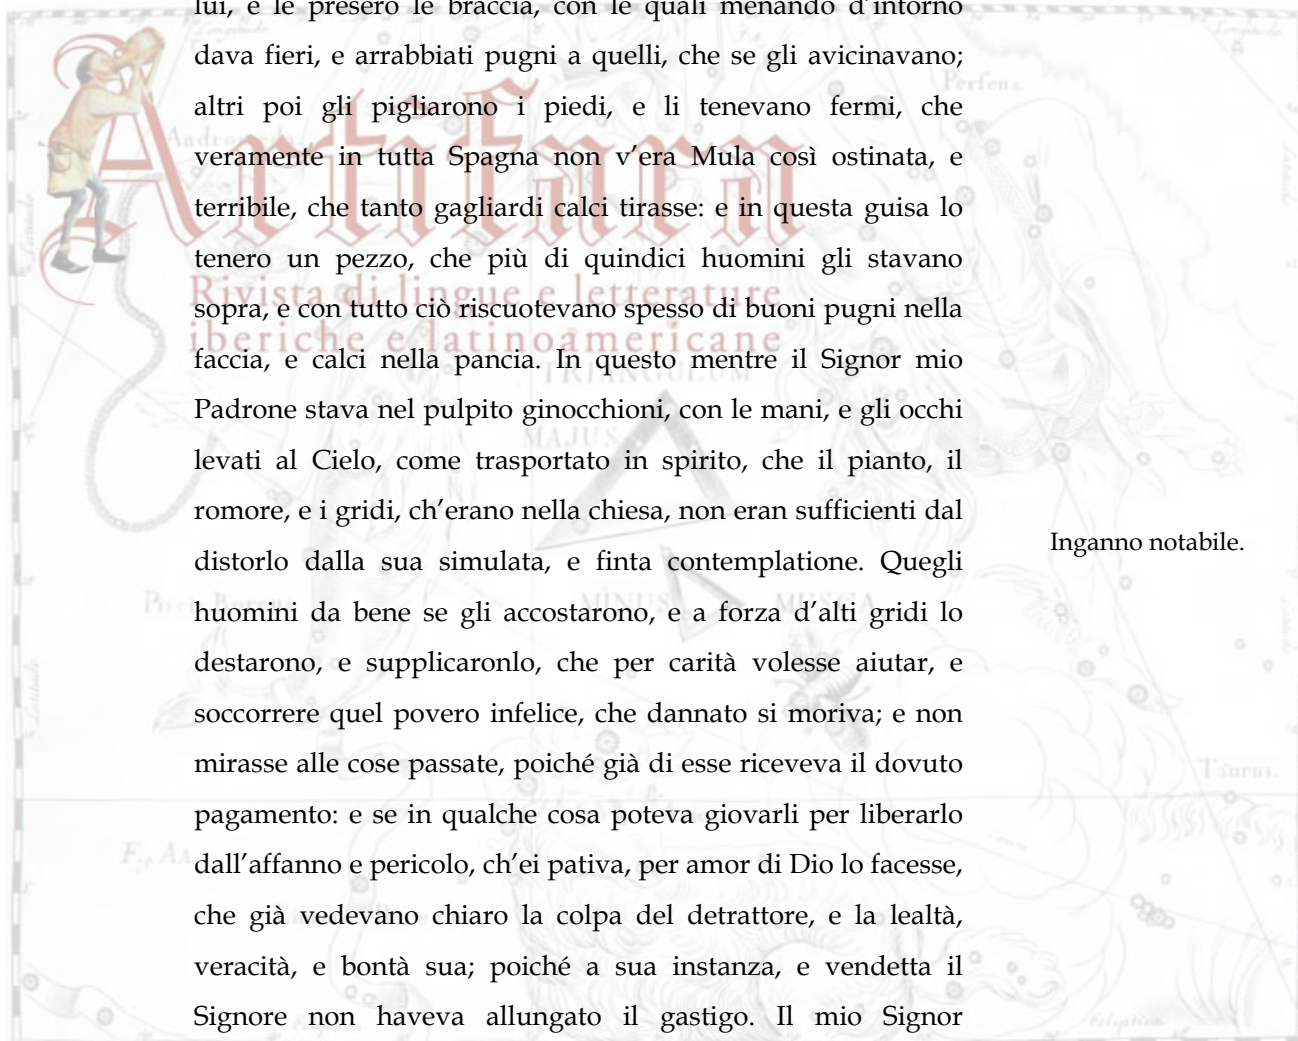 lui, e le presero le braccia, con le quali menando d'intorno
dava fieri, e arrabbiati pugni a quelli, che se gli avicinavano;
altri poi gli pigliarono i piedi, e li tenevano fermi, che
veramente in tutta Spagna non v'era Mula così ostinata, e
terribile, che tanto gagliardi calci tirasse: e in questa guisa lo
tenero un pezzo, che più di quindici huomini gli stavano
sopra, e con tutto ciò riscuotevano spesso di buoni pugni nella
faccia, e calci nella pancia. In questo mentre il Signor mio
Padrone stava nel pulpito ginocchioni, con le mani, e gli occhi
levati al Cielo, come trasportato in spirito, che il pianto, il
romore, e i gridi, ch'erano nella chiesa, non eran sufficienti dal
distorlo dalla sua simulata, e finta contemplatione. Quegli
huomini da bene se gli accostarono, e a forza d'alti gridi lo
destarono, e supplicaronlo, che per carità volesse aiutar, e
soccorrere quel povero infelice, che dannato si moriva; e non
mirasse alle cose passate, poiché già di esse riceveva il dovuto
pagamento: e se in qualche cosa poteva giovarli per liberarlo
dall'affanno e pericolo, ch'ei pativa, per amor di Dio lo facesse,
che già vedevano chiaro la colpa del detrattore, e la lealtà,
veracità, e bontà sua; poiché a sua instanza, e vendetta il
Signore non haveva allungato il gastigo. Il mio Signor
Inganno notabile.
Artifara
Rivista di lingue e letterature
iberiche e latinoamericane
Perseus
TRIANGULUM
MAJUS
MINUS
MUSCA
Taurus.